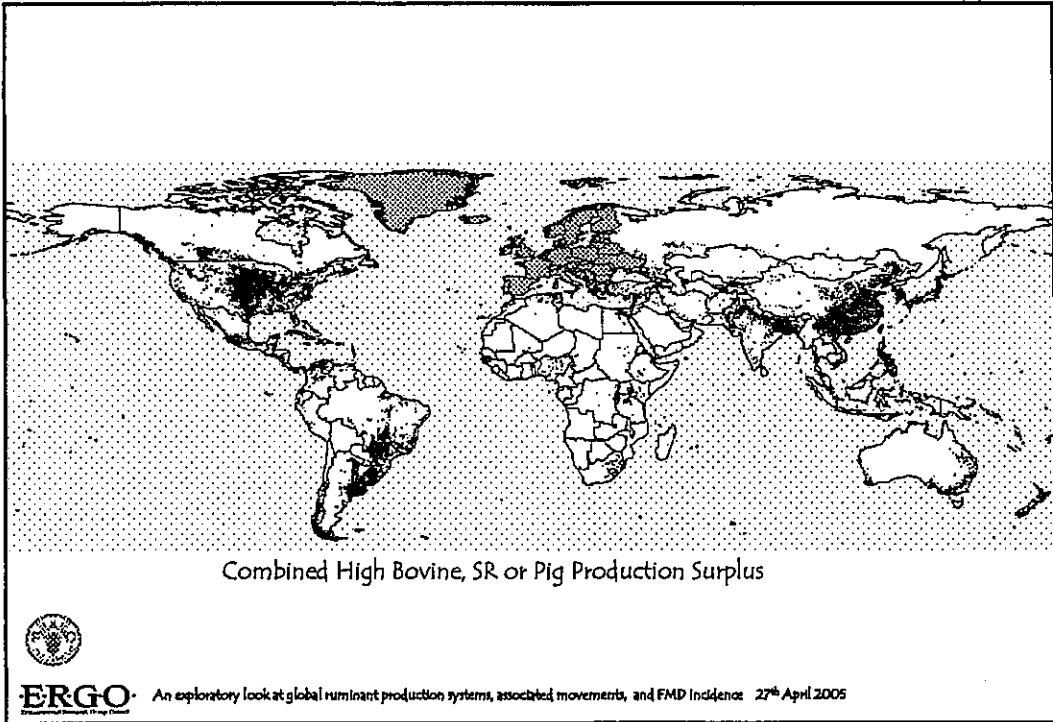 Combined High Bovine, SR or Pig Production Surplus
·ERGO· An exploratory look at global ruminant production systems, associated movements, and FMD Incidence 27th April 2005